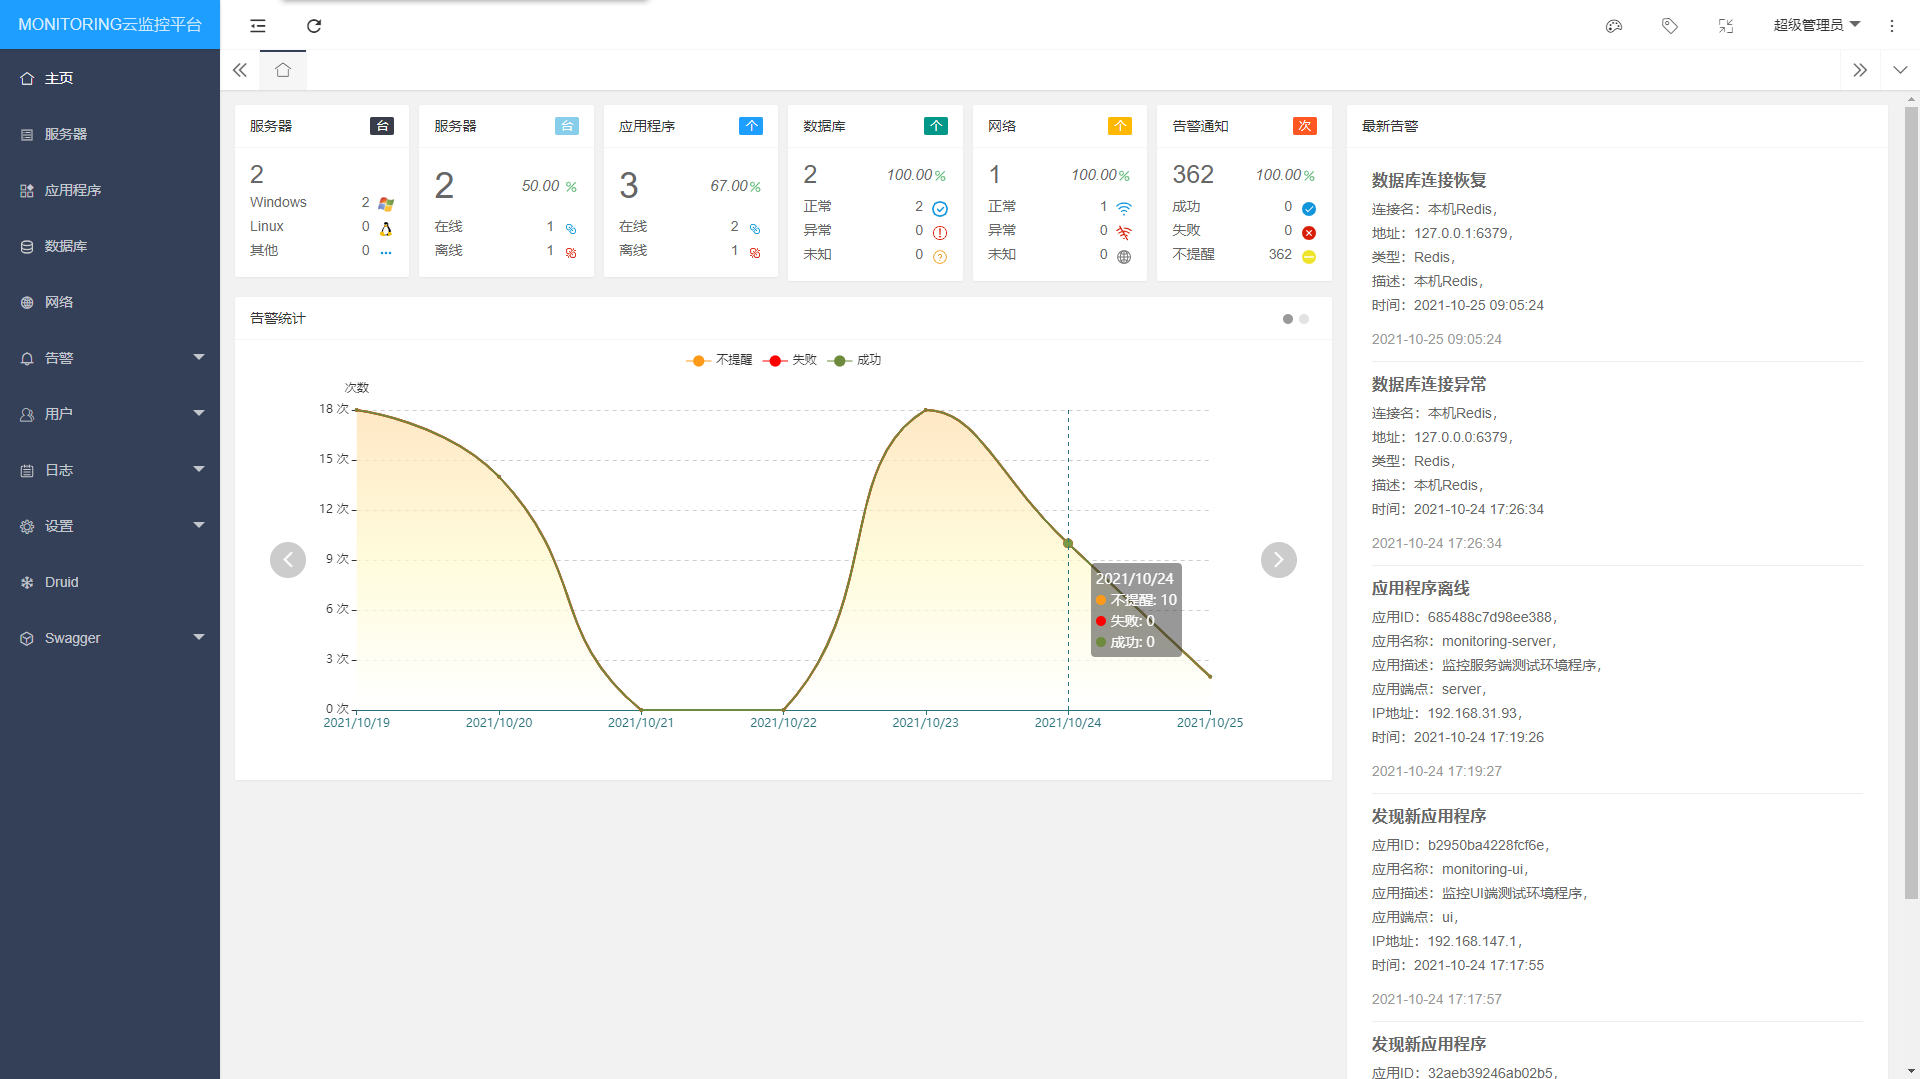 MONITORING云监控平台
超级管理员
主页
服务器
应用程序
数据库
网络
告警
用户
日志
设置
Druid
Swagger
服务器 台
2
Windows 2
Linux 0
其他 0
服务器 台
2 50.00 %
在线 1
离线 1
应用程序 个
3 67.00%
在线 2
离线 1
数据库 个
2 100.00%
正常 2
异常 0
未知 0
网络 个
1 100.00%
正常 1
异常 0
未知 0
告警通知 次
362 100.00%
成功 0
失败 0
不提醒 362
告警统计
不提醒 失败 成功
次数
18 次
15 次
12 次
9 次
6 次
3 次
0 次
2021/10/19 2021/10/20 2021/10/21 2021/10/22 2021/10/23 2021/10/24 2021/10/25
2021/10/24
不提醒: 10
失败: 0
成功: 0
最新告警
数据库连接恢复
连接名：本机Redis，
地址：127.0.0.1:6379，
类型：Redis，
描述：本机Redis，
时间：2021-10-25 09:05:24
2021-10-25 09:05:24
数据库连接异常
连接名：本机Redis，
地址：127.0.0.0:6379，
类型：Redis，
描述：本机Redis，
时间：2021-10-24 17:26:34
2021-10-24 17:26:34
应用程序离线
应用ID：685488c7d98ee388，
应用名称：monitoring-server，
应用描述：监控服务端测试环境程序，
应用端点：server，
IP地址：192.168.31.93，
时间：2021-10-24 17:19:26
2021-10-24 17:19:27
发现新应用程序
应用ID：b2950ba4228fcf6e，
应用名称：monitoring-ui，
应用描述：监控UI端测试环境程序，
应用端点：ui，
IP地址：192.168.147.1，
时间：2021-10-24 17:17:55
2021-10-24 17:17:57
发现新应用程序
应用ID：32aeb39246ab02b5，